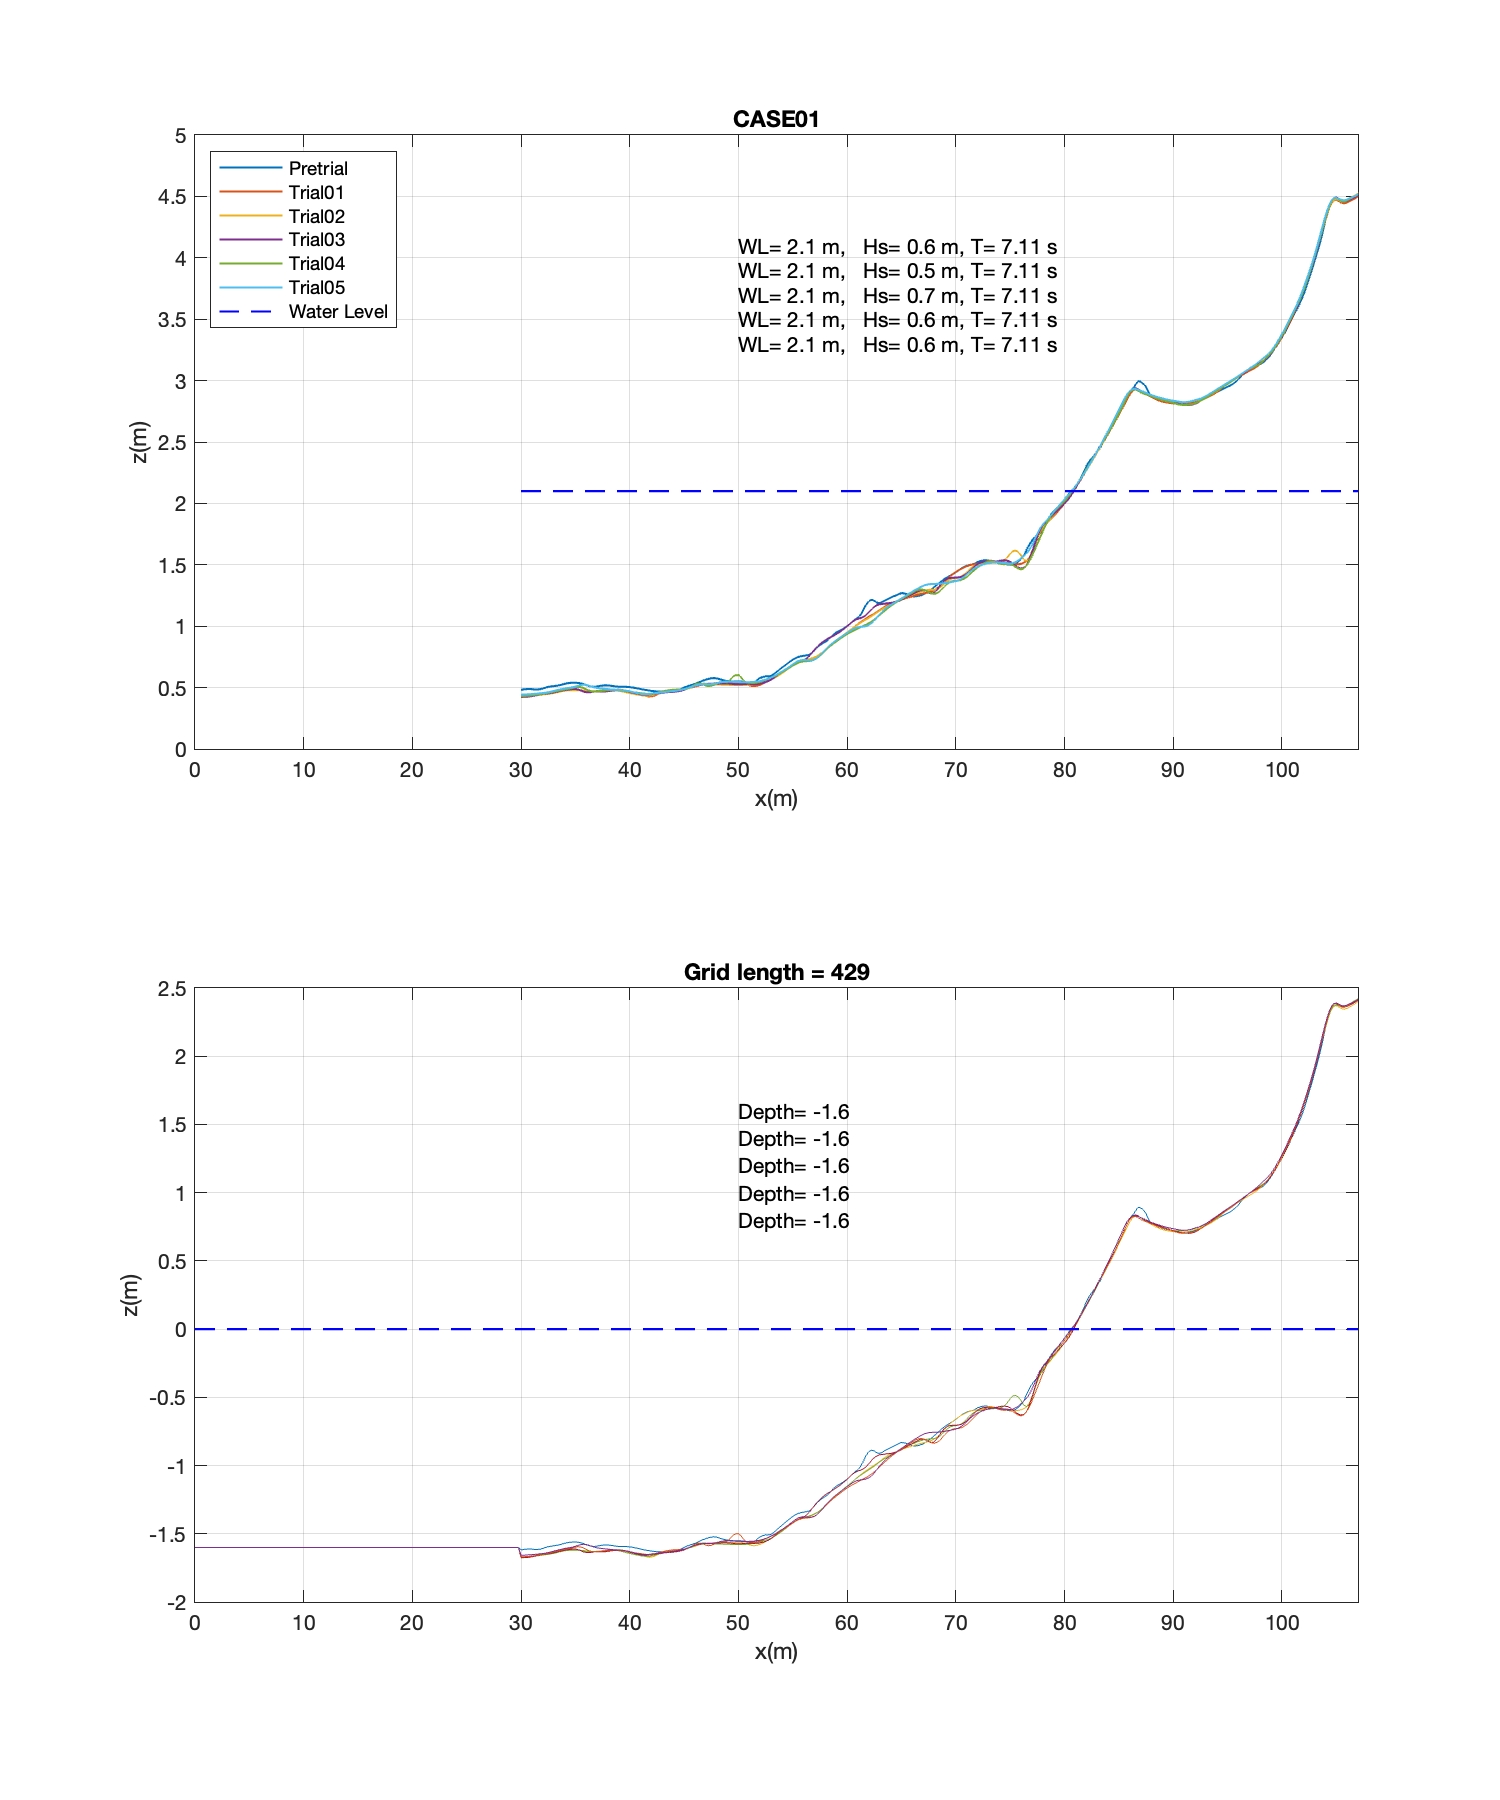 CASE01
5
4.5
4
3.5
3
2.5
2
1.5
1
0.5
0
z(m)
Pretrial
Trial01
Trial02
Trial03
Trial04
Trial05
Water Level
WL= 2.1 m, Hs= 0.6 m, T= 7.11 s
WL= 2.1 m, Hs= 0.5 m, T= 7.11 s
WL= 2.1 m, Hs= 0.7 m, T= 7.11 s
WL= 2.1 m, Hs= 0.6 m, T= 7.11 s
WL= 2.1 m, Hs= 0.6 m, T= 7.11 s
0 10 20 30 40 50 60 70 80 90 100
x(m)
Grid length = 429
2.5
2
1.5
1
0.5
0
-0.5
-1
-1.5
-2
z(m)
Depth= -1.6
Depth= -1.6
Depth= -1.6
Depth= -1.6
Depth= -1.6
0 10 20 30 40 50 60 70 80 90 100
x(m)